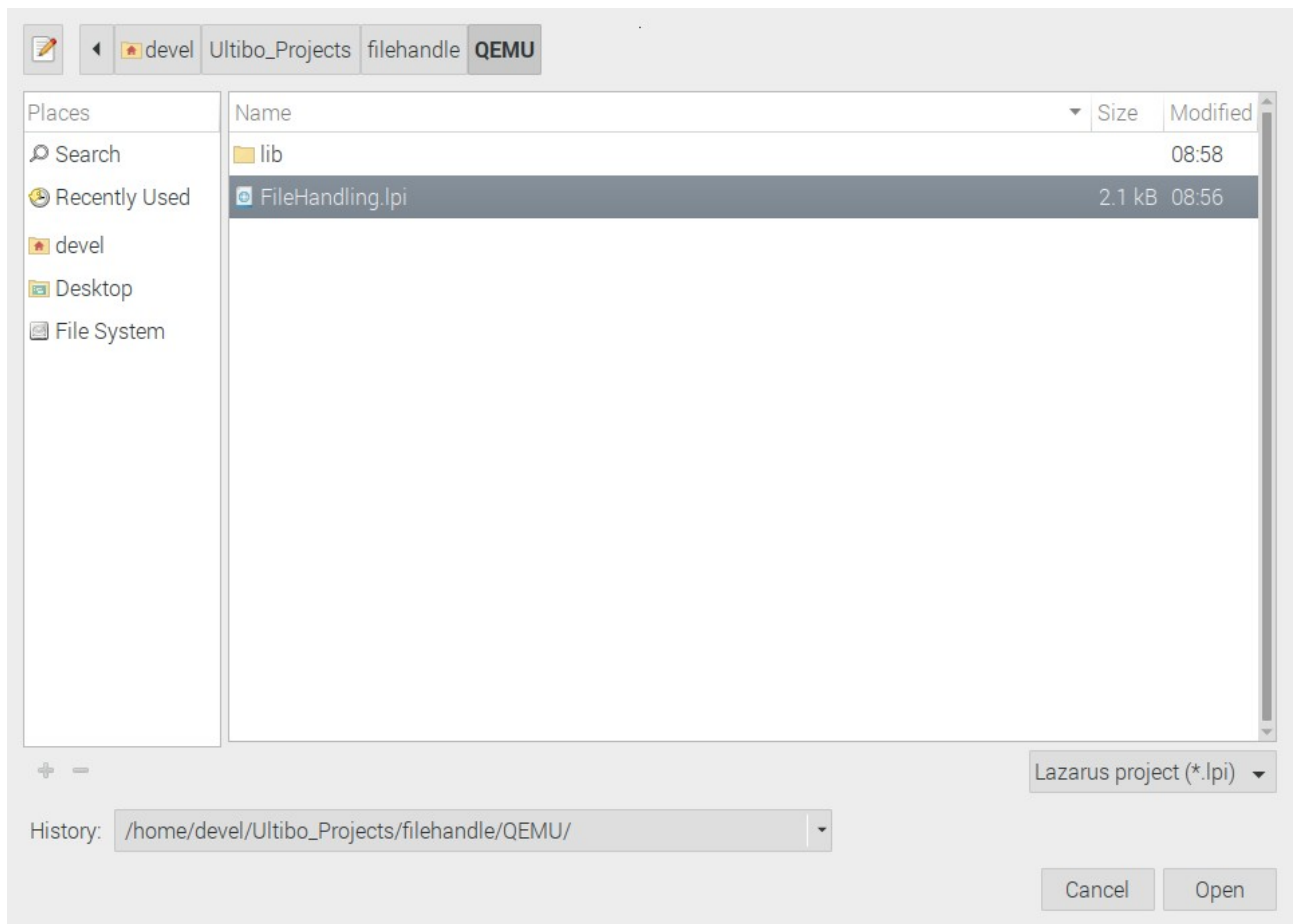 devel Ultibo_Projects filehandle QEMU
Places Name Size Modified
Search lib 08:58
Recently Used FileHandling.lpi 2.1 kB 08:56
devel
Desktop
File System
Lazarus project (*.lpi)
History: /home/devel/Ultibo_Projects/filehandle/QEMU/
Cancel Open